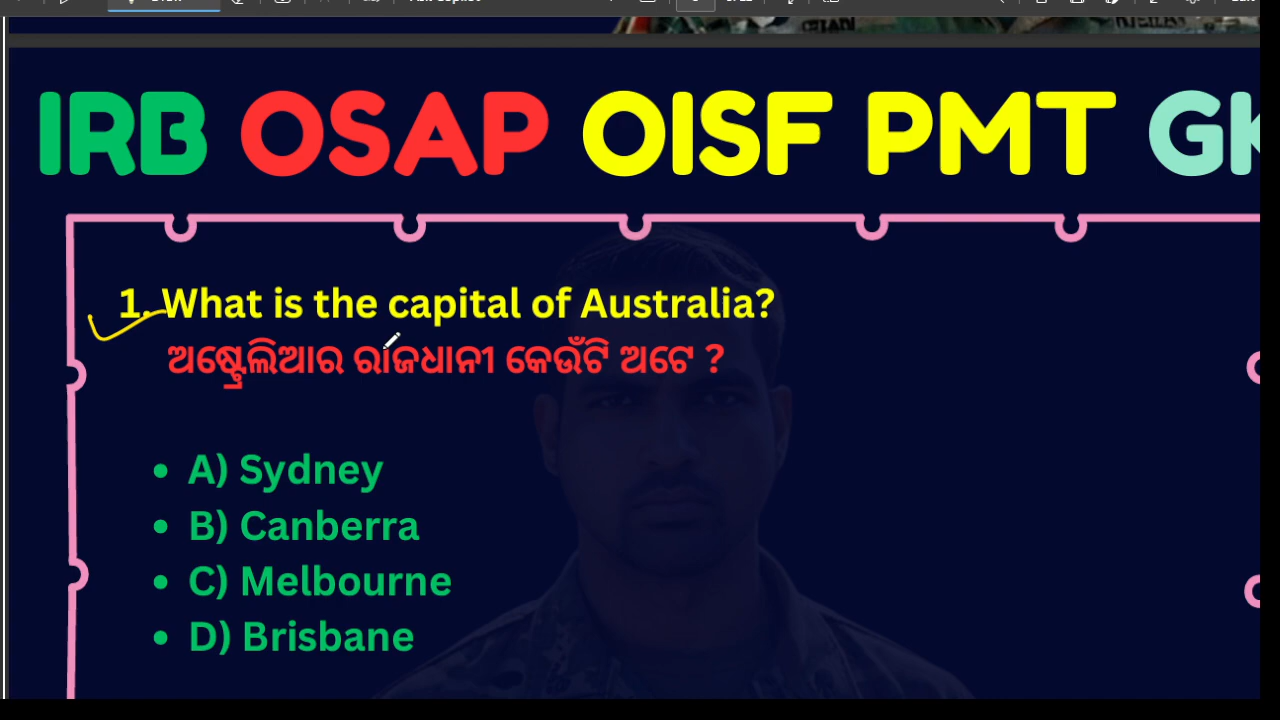 IRB OSAP OISF PMT GK
1. What is the capital of Australia?
ଅଷ୍ଟ୍ରେଲିଆର ରାଜଧାନୀ କେଉଁଟି ଅଟେ ?
A) Sydney
B) Canberra
C) Melbourne
D) Brisbane